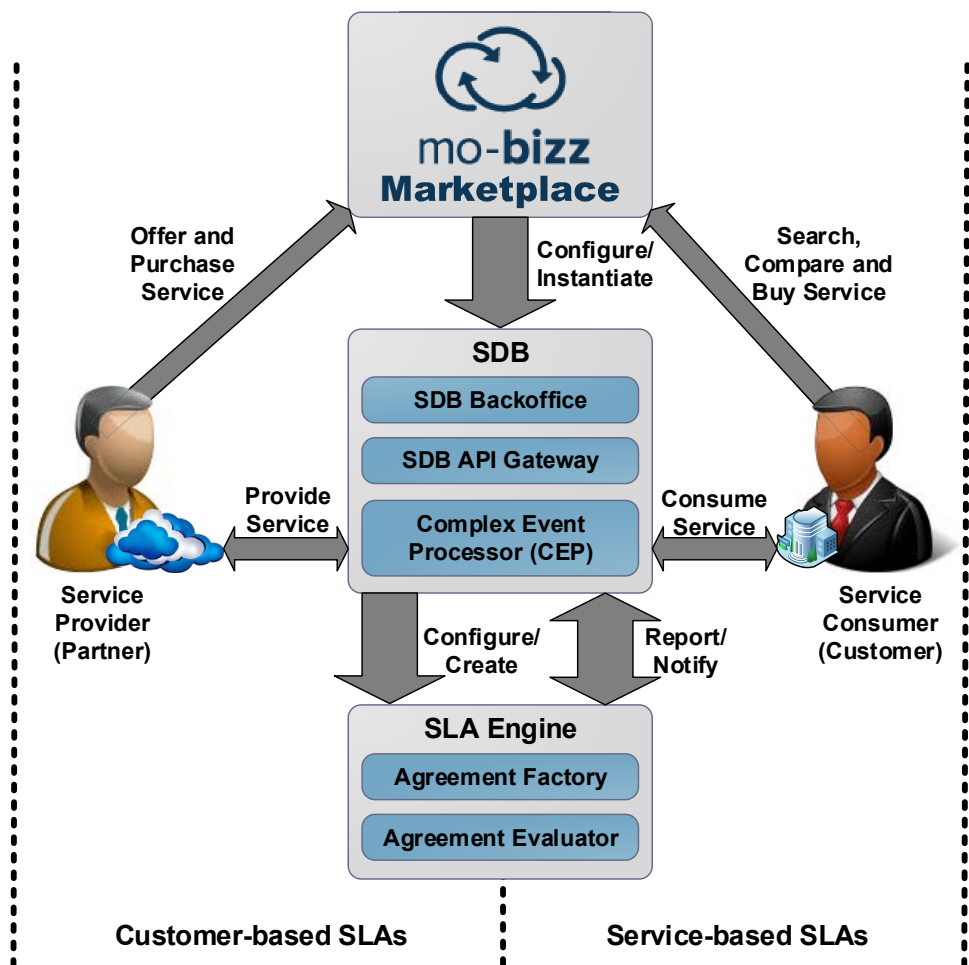 mo-bizz
Marketplace
Offer and
Purchase
Service
Configure/
Instantiate
Search,
Compare and
Buy Service
SDB
SDB Backoffice
SDB API Gateway
Complex Event
Processor (CEP)
Provide
Service
Consume
Service
Service
Provider
(Partner)
Service
Consumer
(Customer)
Configure/
Create
Report/
Notify
SLA Engine
Agreement Factory
Agreement Evaluator
Customer-based SLAs
Service-based SLAs